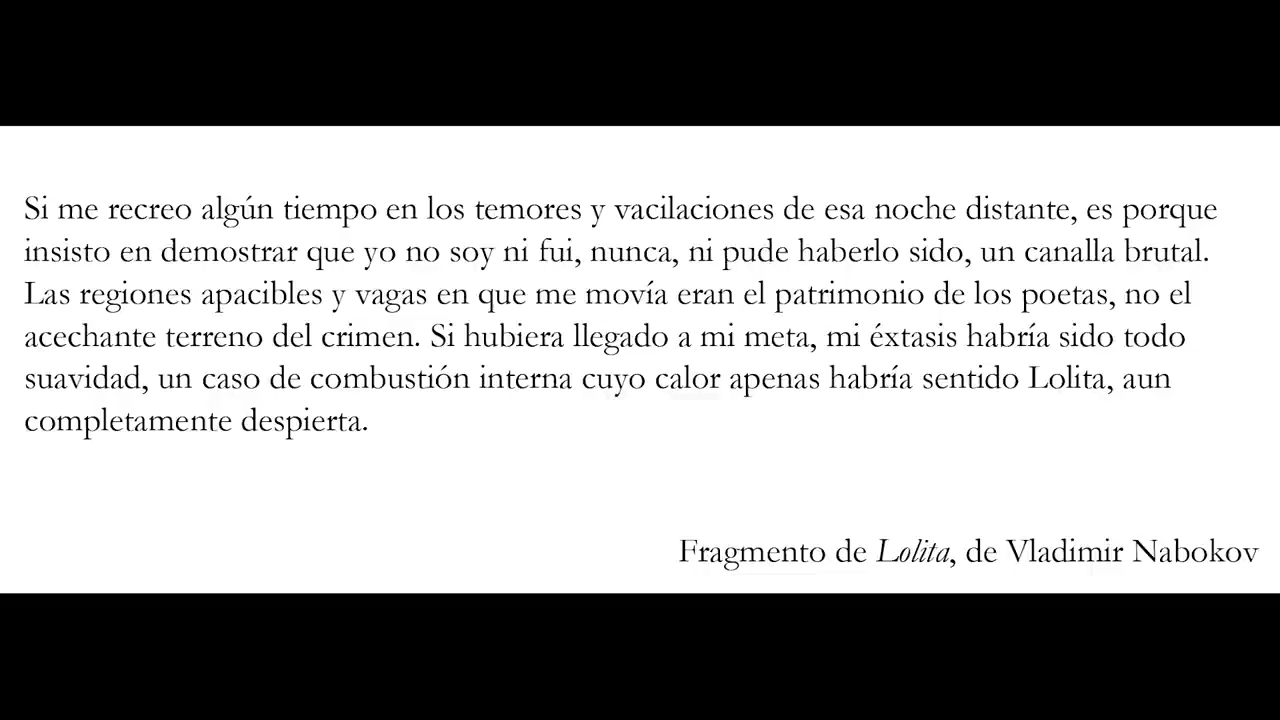 Si me recreo algún tiempo en los temores y vacilaciones de esa noche distante, es porque
insisto en demostrar que yo no soy ni fui, nunca, ni pude haberlo sido, un canalla brutal.
Las regiones apacibles y vagas en que me movía eran el patrimonio de los poetas, no el
acechante terreno del crimen. Si hubiera llegado a mi meta, mi éxtasis habría sido todo
suavidad, un caso de combustión interna cuyo calor apenas habría sentido Lolita, aun
completamente despierta.
Fragmento de Lolita, de Vladimir Nabokov